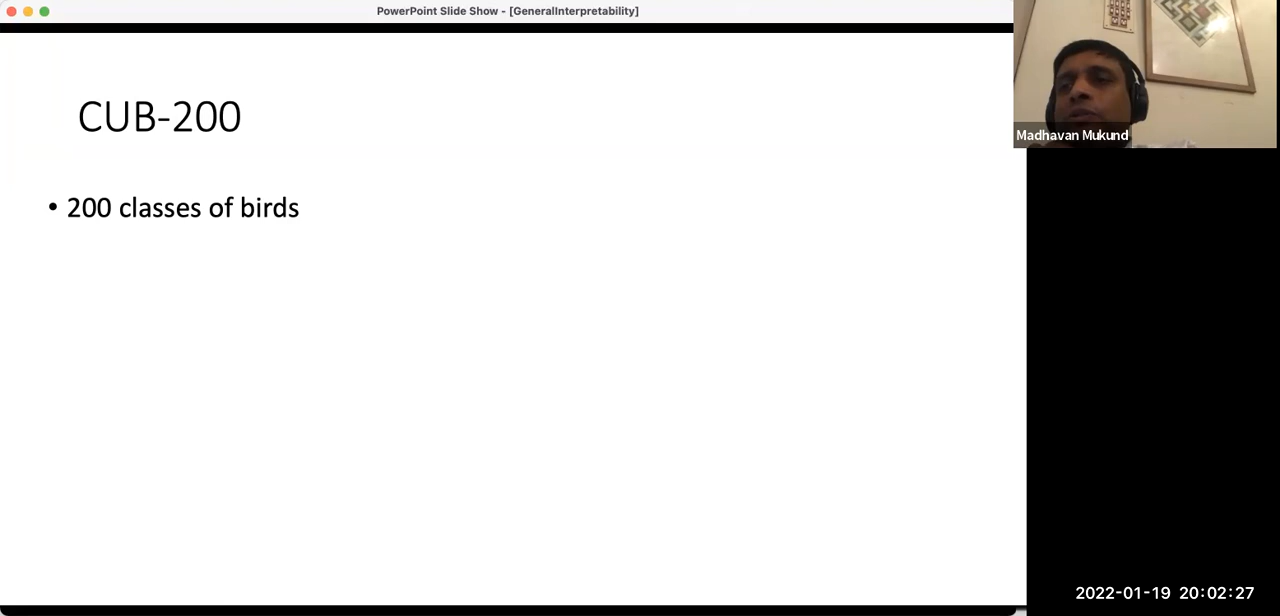 PowerPoint Slide Show - [GeneralInterpretability]
CUB-200
• 200 classes of birds
Madhavan Mukund
2022-01-19 20:02:27